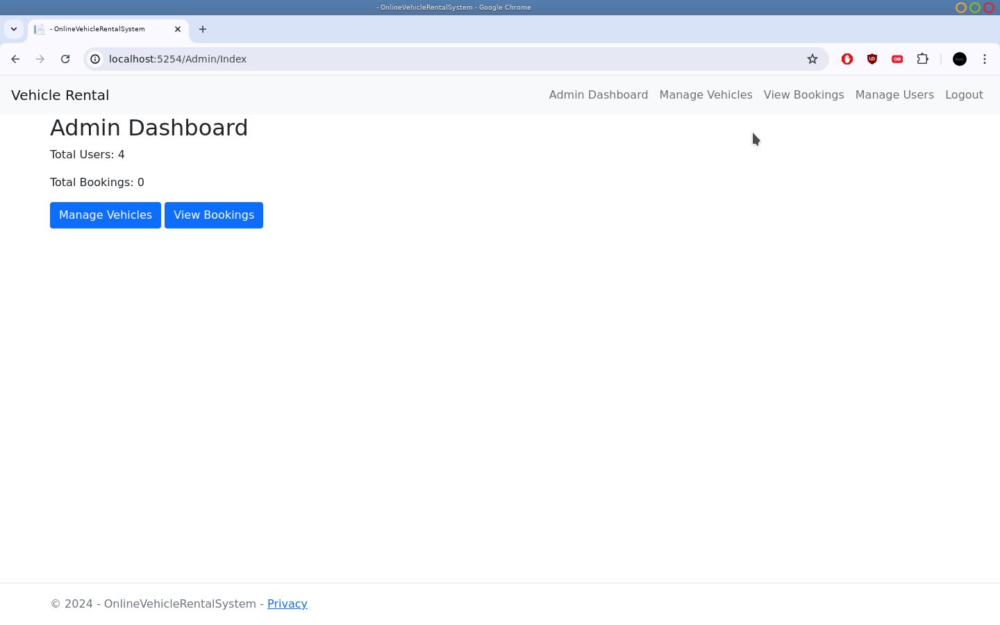 - OnlineVehicleRentalSystem - Google Chrome
- OnlineVehicleRentalSystem
localhost:5254/Admin/Index
Vehicle Rental
Admin Dashboard Manage Vehicles View Bookings Manage Users Logout
Admin Dashboard
Total Users: 4
Total Bookings: 0
Manage Vehicles View Bookings
© 2024 - OnlineVehicleRentalSystem - Privacy